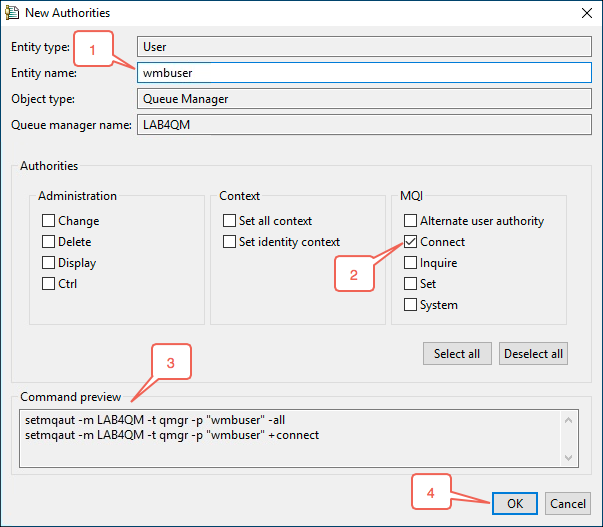 New Authorities
Entity type: User
1
Entity name: wmbuser
Object type: Queue Manager
Queue manager name: LAB4QM
Authorities
Administration
Change
Delete
Display
Ctrl
Context
Set all context
Set identity context
MQI
Alternate user authority
Connect
2
Inquire
Set
System
Select all Deselect all
3
Command preview
setmqaut -m LAB4QM -t qmgr -p "wmbuser" -all
setmqaut -m LAB4QM -t qmgr -p "wmbuser" +connect
4
OK Cancel